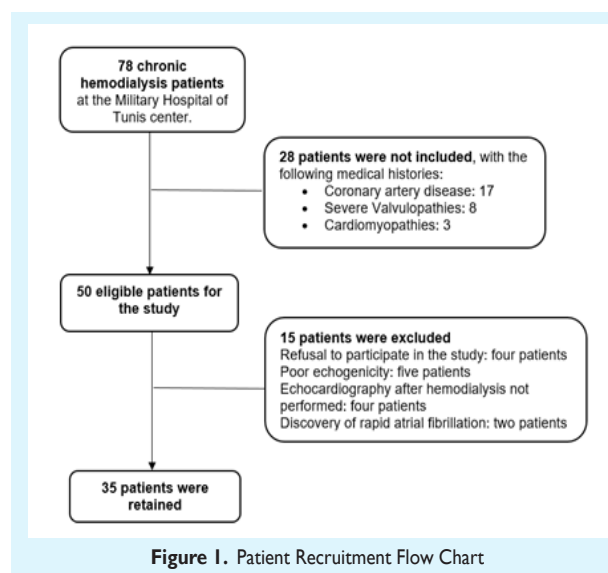 78 chronic
hemodialysis patients
at the Military Hospital of
Tunis center.
28 patients were not included, with the
following medical histories:
• Coronary artery disease: 17
• Severe Valvulopathies: 8
• Cardiomyopathies: 3
50 eligible patients for
the study
15 patients were excluded
Refusal to participate in the study: four patients
Poor echogenicity: five patients
Echocardiography after hemodialysis not
performed: four patients
Discovery of rapid atrial fibrillation: two patients
35 patients were
retained
Figure 1. Patient Recruitment Flow Chart